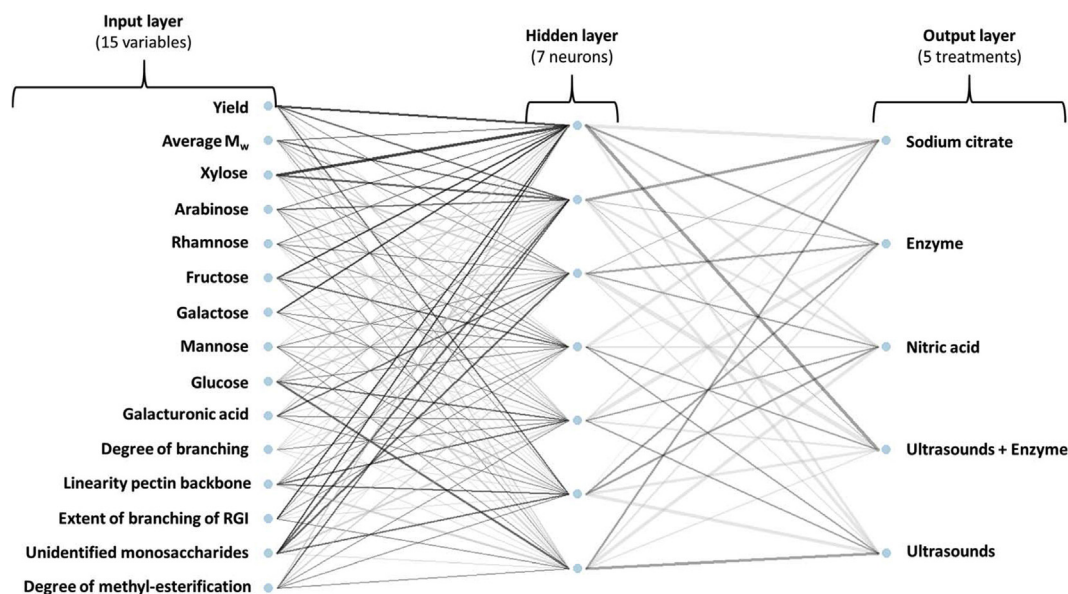 Input layer
(15 variables)
Hidden layer
(7 neurons)
Output layer
(5 treatments)
Yield
Average Mw
Xylose
Arabinose
Rhamnose
Fructose
Galactose
Mannose
Glucose
Galacturonic acid
Degree of branching
Linearity pectin backbone
Extent of branching of RGI
Unidentified monosaccharides
Degree of methyl-esterification
Sodium citrate
Enzyme
Nitric acid
Ultrasounds + Enzyme
Ultrasounds